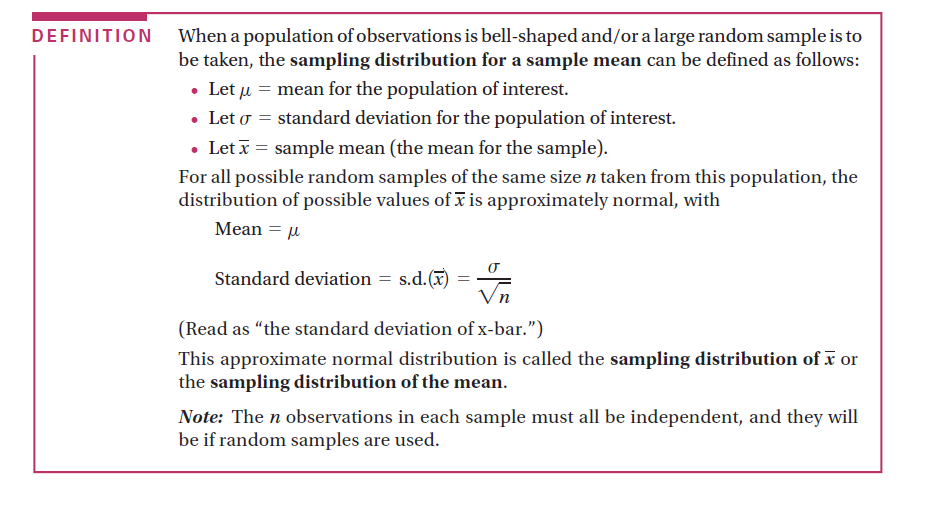 DEFINITION
When a population of observations is bell-shaped and/or a large random sample is to
be taken, the sampling distribution for a sample mean can be defined as follows:
• Let μ = mean for the population of interest.
• Let σ = standard deviation for the population of interest.
• Let x̅ = sample mean (the mean for the sample).
For all possible random samples of the same size n taken from this population, the
distribution of possible values of x̅ is approximately normal, with
Mean = μ
Standard deviation = s.d.(x̅) = σ/√n
(Read as “the standard deviation of x-bar.”)
This approximate normal distribution is called the sampling distribution of x̅ or
the sampling distribution of the mean.
Note: The n observations in each sample must all be independent, and they will
be if random samples are used.